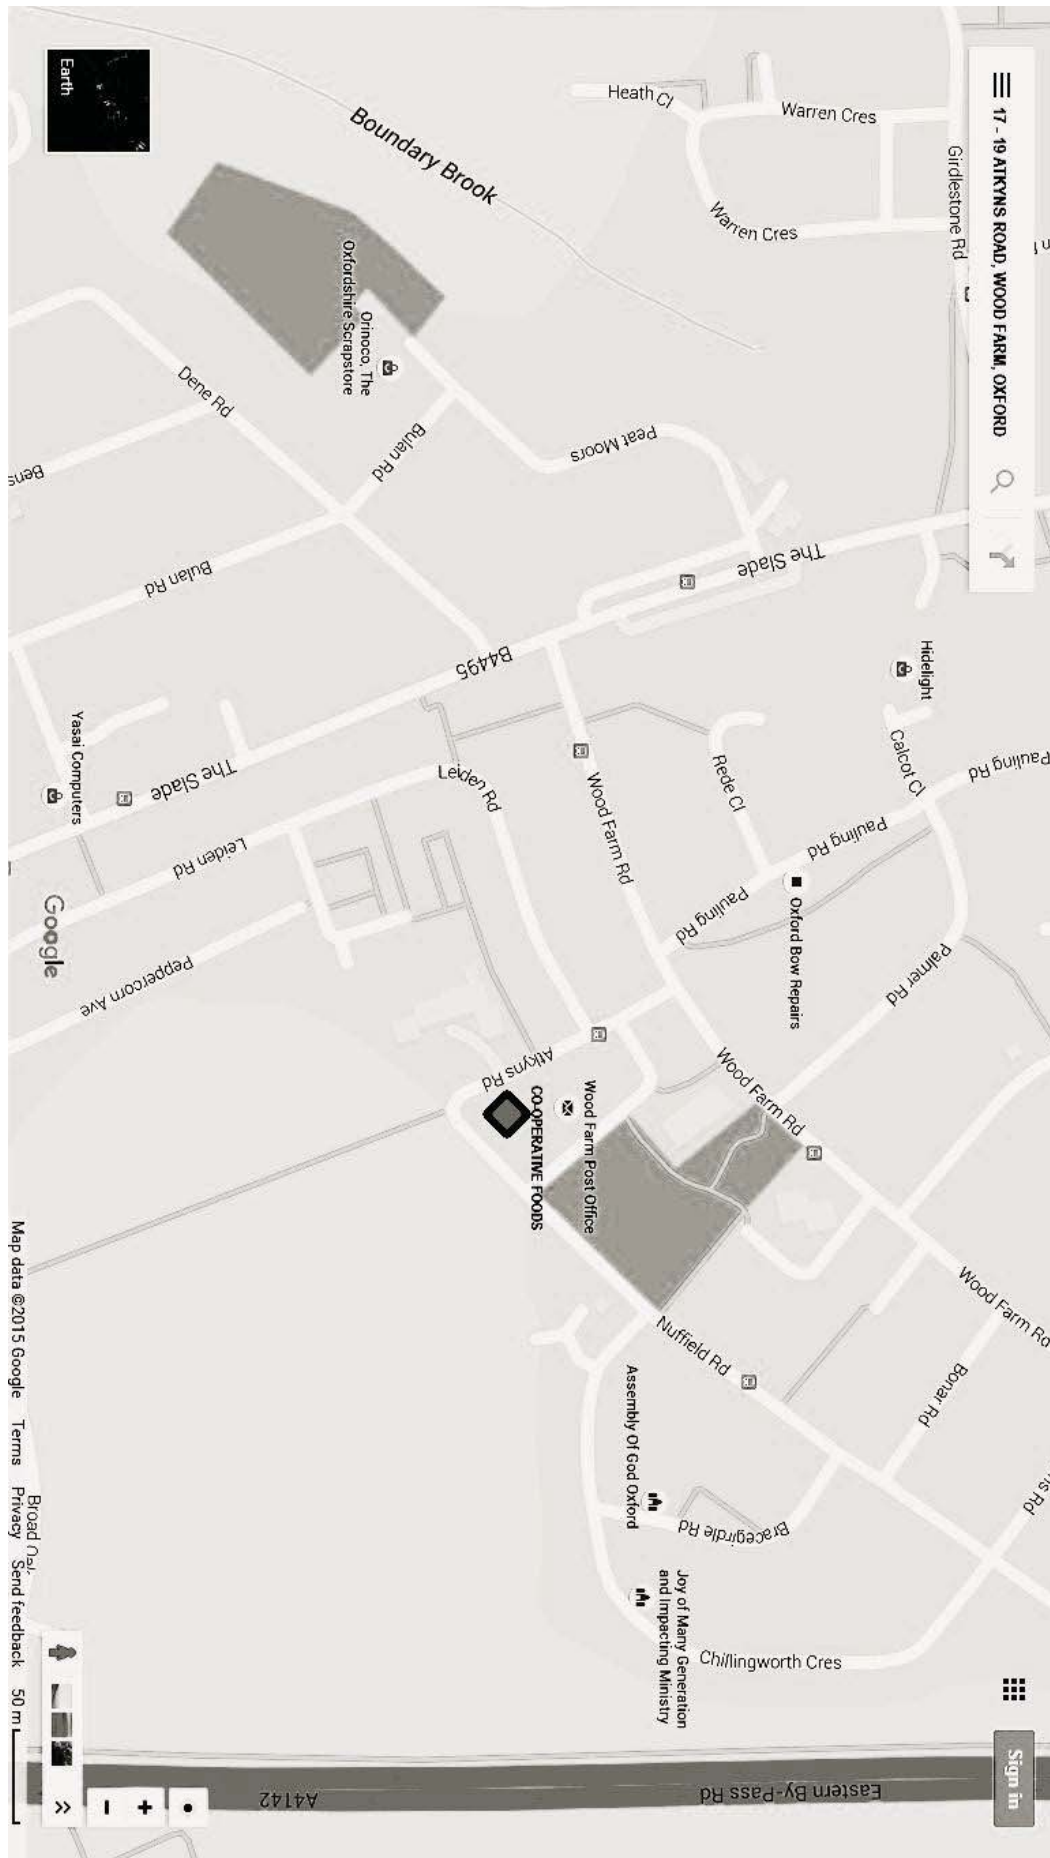 17 - 19 ATKYNS ROAD, WOOD FARM, OXFORD
Sign in
Girdlestone Rd
Warren Cres
Warren Cres
Heath Cl
Boundary Brook
Earth
Oxfordshire Scrapstore
Orinoco, The
Dene Rd
Bulan Rd
Bulan Rd
Peat Moors
The Slade
B4495
The Slade
Hidelight
Calcot Cl
Pauling Rd
Pauling Rd
Pauling Rd
Rede Cl
Oxford Bow Repairs
Palmer Rd
Wood Farm Rd
Wood Farm Rd
Wood Farm Rd
Leiden Rd
Leiden Rd
Yasai Computers
Peppercorn Ave
Google
Atkyns Rd
Wood Farm Post Office
CO-OPERATIVE FOODS
Nuffield Rd
Bonar Rd
Assembly Of God Oxford
Bracegirdle Rd
Joy of Many Generation
and Impacting Ministry
Chillingworth Cres
Eastern By-Pass Rd
A4142
Broad
Map data ©2015 Google Terms Privacy Send feedback 50 m